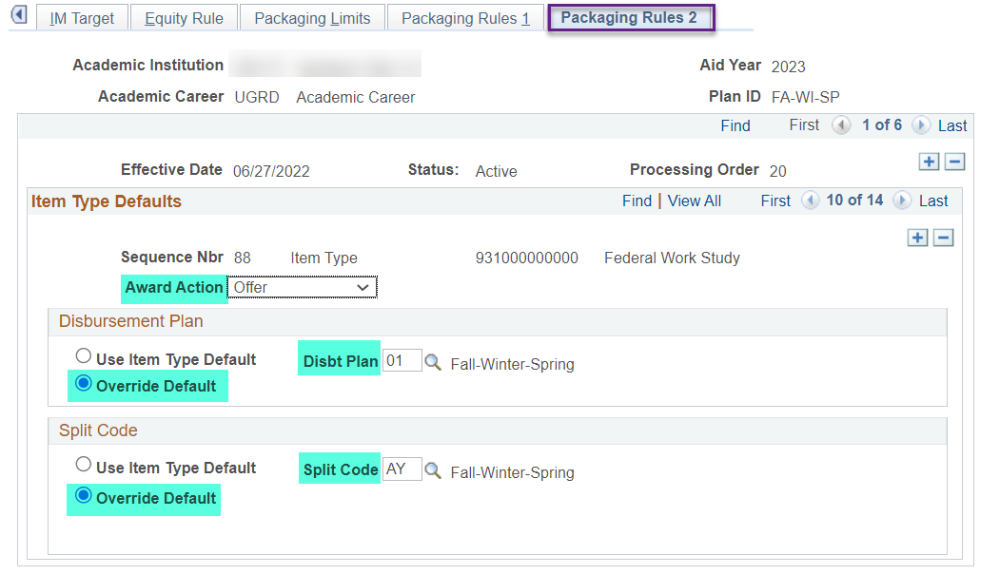 IM Target Equity Rule Packaging Limits Packaging Rules 1 Packaging Rules 2
Academic Institution Aid Year 2023
Academic Career UGRD Academic Career Plan ID FA-WI-SP
Find First 1 of 6 Last
Effective Date 06/27/2022 Status: Active Processing Order 20
Item Type Defaults Find | View All First 10 of 14 Last
Sequence Nbr 88 Item Type 931000000000 Federal Work Study
Award Action Offer
Disbursement Plan
Use Item Type Default Disbt Plan 01 Fall-Winter-Spring
Override Default
Split Code
Use Item Type Default Split Code AY Fall-Winter-Spring
Override Default